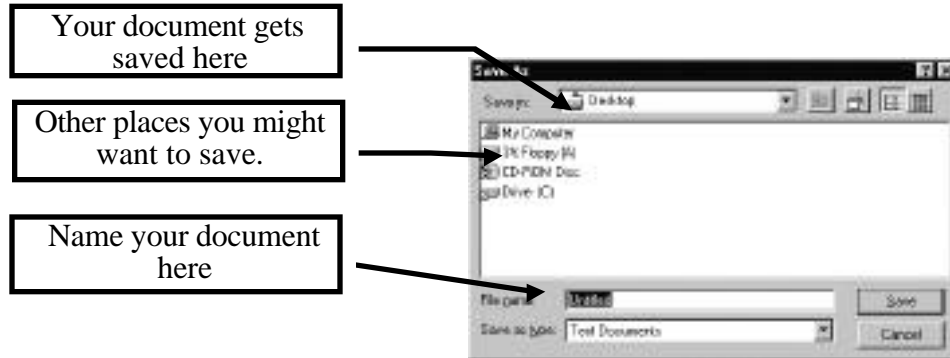 Your document gets
saved here
Other places you might
want to save.
Name your document
here
Save As
Save in: Desktop
My Computer
3½ Floppy (A)
CD-ROM Disc
Drive (C)
File name: Untitled
Save
Save as type: Text Documents
Cancel